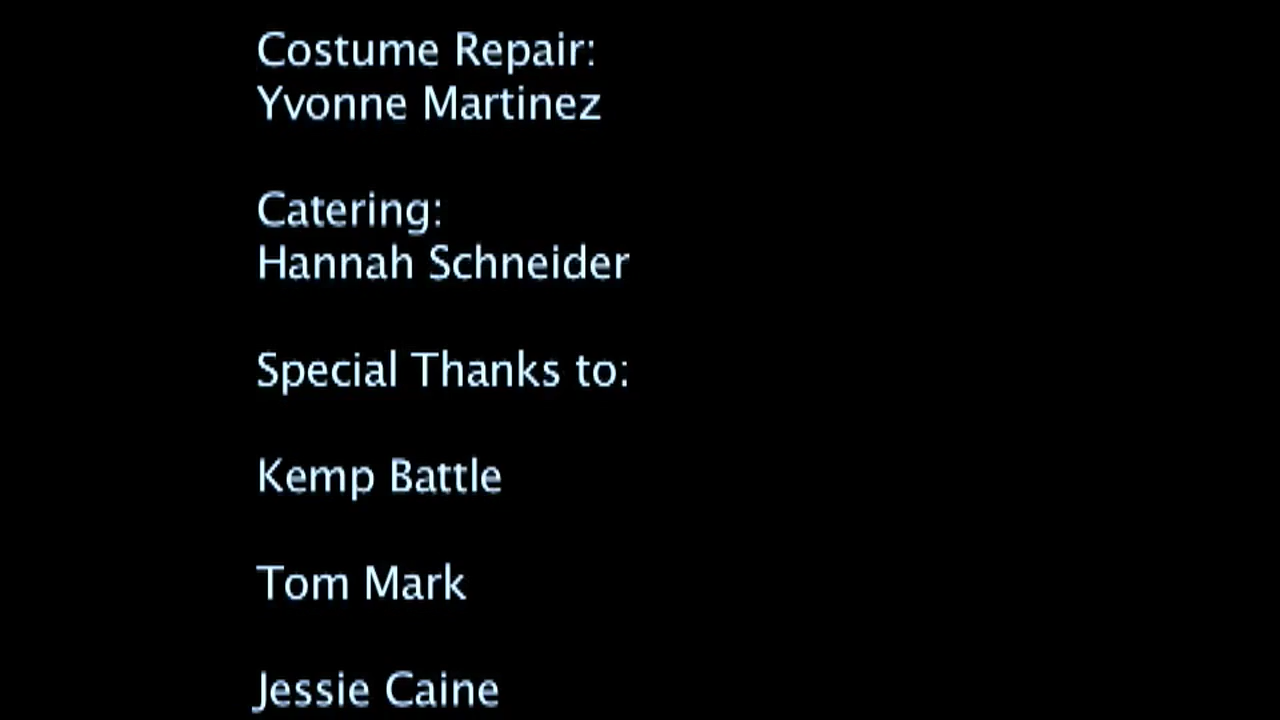 Costume Repair:
Yvonne Martinez
Catering:
Hannah Schneider
Special Thanks to:
Kemp Battle
Tom Mark
Jessie Caine